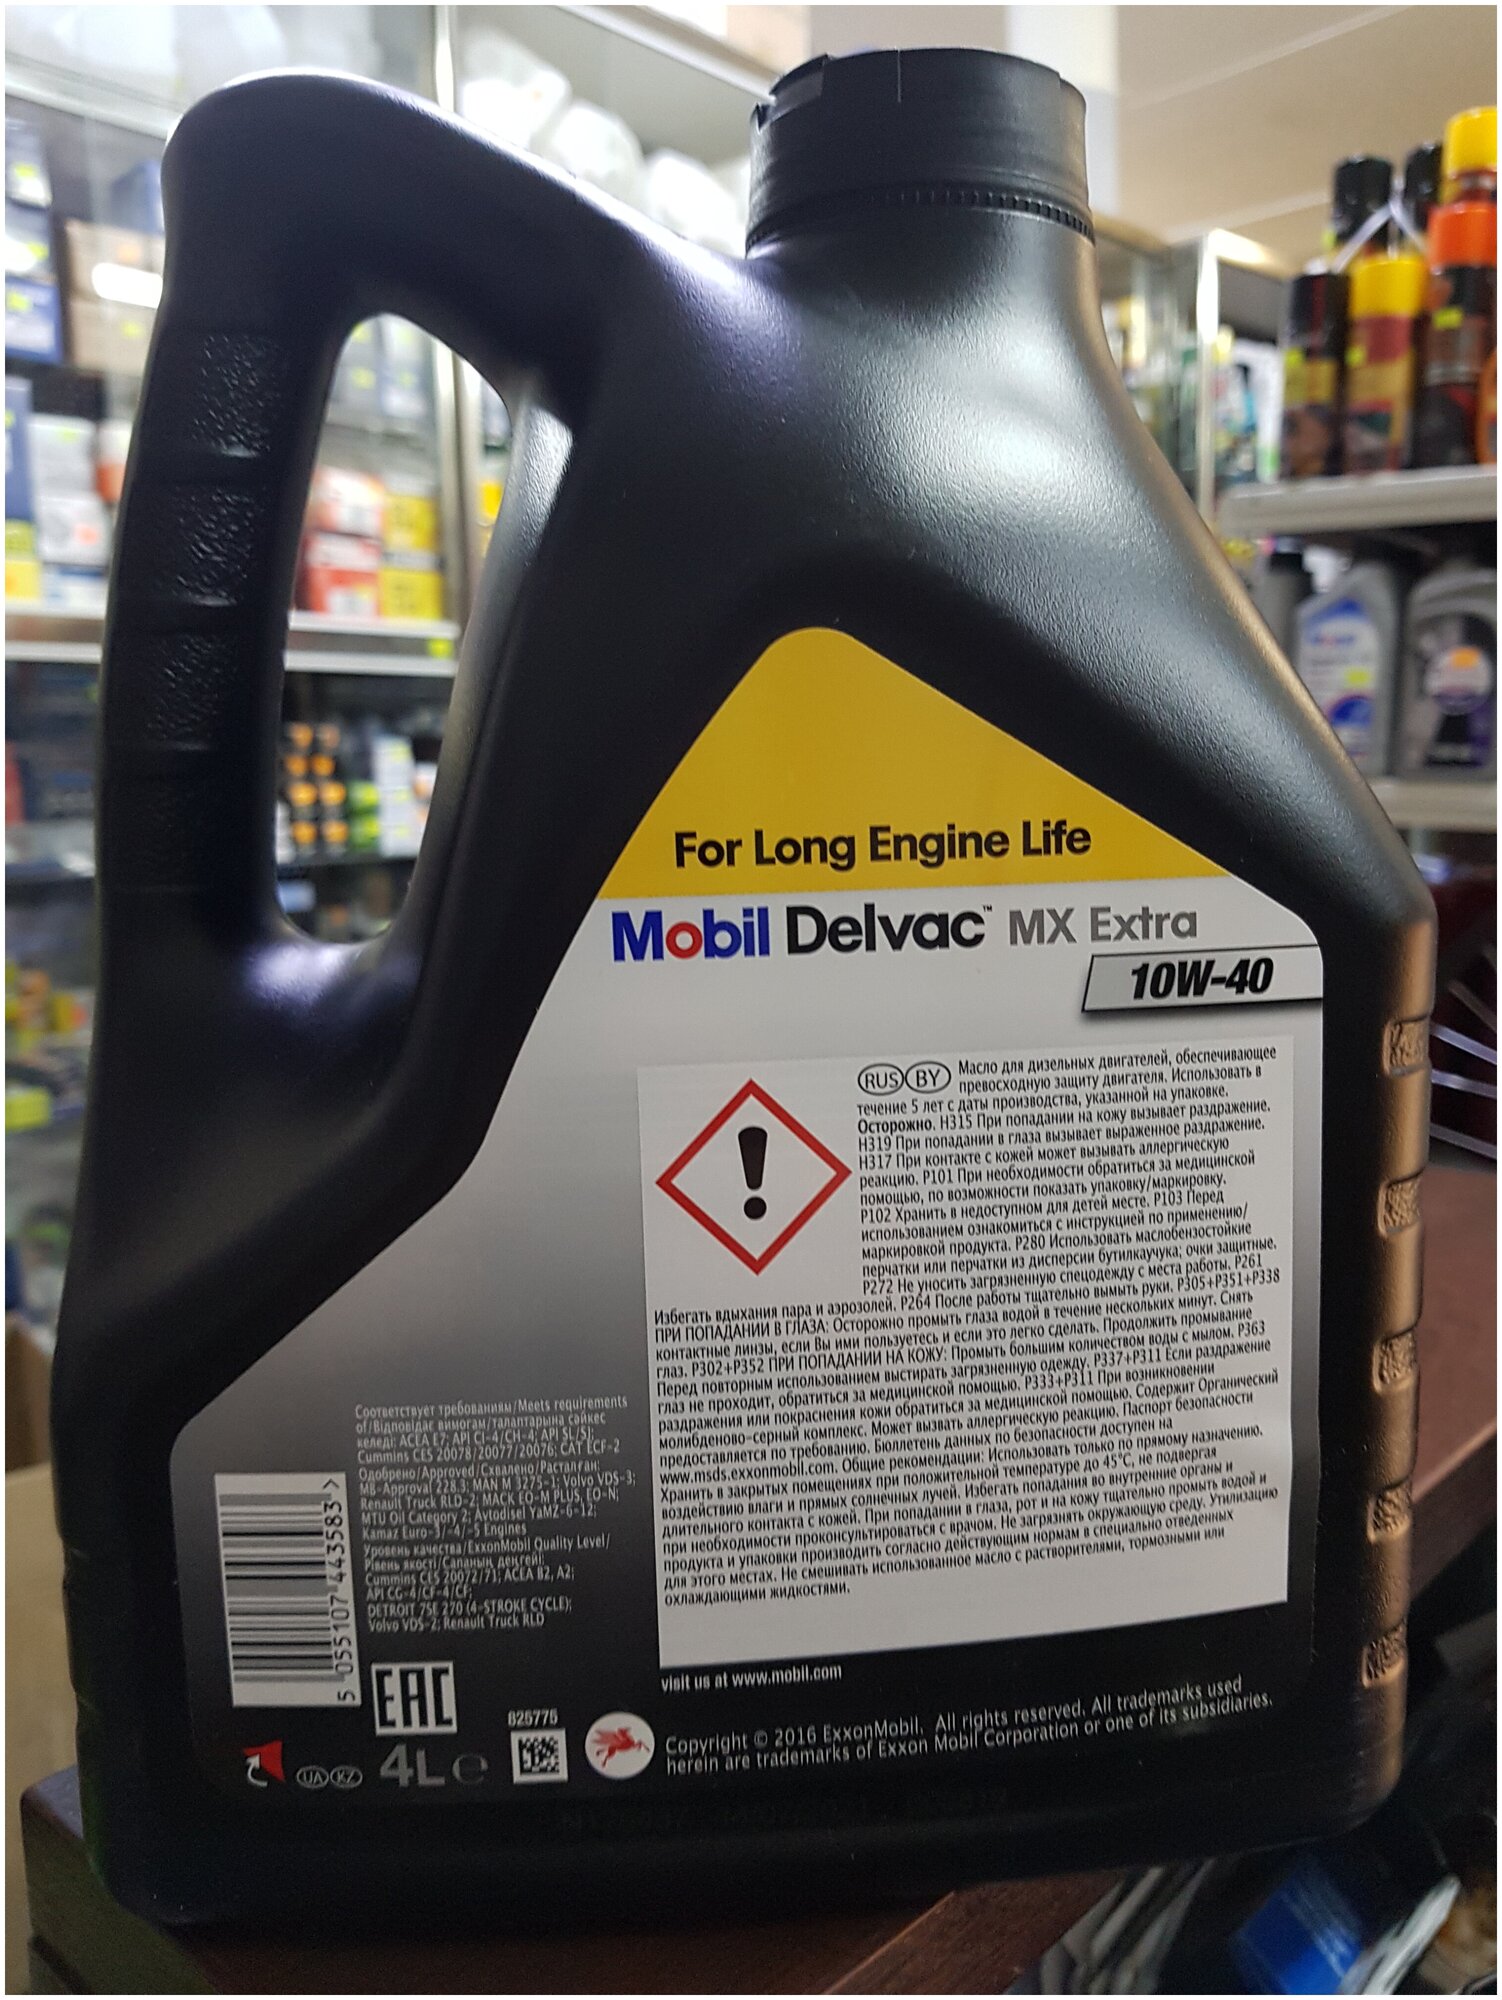 For Long Engine Life
Mobil Delvac™ MX Extra
10W-40
RUS BY Масло для дизельных двигателей, обеспечивающее
превосходную защиту двигателя. Использовать в
течение 5 лет с даты производства, указанной на упаковке.
Осторожно. H315 При попадании на кожу вызывает раздражение.
H319 При попадании в глаза вызывает выраженное раздражение.
H317 При контакте с кожей может вызывать аллергическую
реакцию. P101 При необходимости обратиться за медицинской
помощью, по возможности показать упаковку/маркировку.
P102 Хранить в недоступном для детей месте. P103 Перед
использованием ознакомиться с инструкцией по применению/
маркировкой продукта. P280 Использовать маслобензостойкие
перчатки или перчатки из дисперсии бутилкаучука; очки защитные.
P272 Не уносить загрязненную спецодежду с места работы. P261
Избегать вдыхания пара и аэрозолей. P264 После работы тщательно вымыть руки. P305+P351+P338
ПРИ ПОПАДАНИИ В ГЛАЗА: Осторожно промыть глаза водой в течение нескольких минут. Снять
контактные линзы, если Вы ими пользуетесь и если это легко сделать. Продолжить промывание
глаз. P302+P352 ПРИ ПОПАДАНИИ НА КОЖУ: Промыть большим количеством воды с мылом. P363
Перед повторным использованием выстирать загрязненную одежду. P337+P311 Если раздражение
глаз не проходит, обратиться за медицинской помощью. P333+P311 При возникновении
раздражения или покраснения кожи обратиться за медицинской помощью. Содержит Органический
молибденово-серный комплекс. Может вызвать аллергическую реакцию. Паспорт безопасности
предоставляется по требованию. Бюллетень данных по безопасности доступен на
www.msds.exxonmobil.com. Общие рекомендации: Использовать только по прямому назначению.
Хранить в закрытых помещениях при положительной температуре до 45°C, не подвергая
воздействию влаги и прямых солнечных лучей. Избегать попадания во внутренние органы и
длительного контакта с кожей. При попадании в глаза, рот и на кожу тщательно промыть водой и
при необходимости проконсультироваться с врачом. Не загрязнять окружающую среду. Утилизацию
продукта и упаковки производить согласно действующим нормам в специально отведенных
для этого местах. Не смешивать использованное масло с растворителями, тормозными или
охлаждающими жидкостями.
Соответствует требованиям/Meets requirements
of/Відповідає вимогам/талаптарына сәйкес
келеді: ACEA E7; API CI-4/CH-4; API SL/SJ;
Cummins CES 20078/20077/20076; CAT ECF-2
Одобрено/Approved/Схвалено/Расталған:
MB-Approval 228.3; MAN M 3275-1; Volvo VDS-3;
Renault Truck RLD-2; MACK EO-M PLUS, EO-N;
MTU Oil Category 2; Avtodisel YaMZ-6-12;
Kamaz Euro-3/-4/-5 Engines
Уровень качества/ExxonMobil Quality Level/
Рівень якості/Сапаның деңгейі:
Cummins CES 20072/71; ACEA B2, A2;
API CG-4/CF-4/CF;
DETROIT 7SE 270 (4-STROKE CYCLE);
Volvo VDS-2; Renault Truck RLD
5 055107 443583 >
EAC
UA KZ
4L e
825775
visit us at www.mobil.com
Copyright © 2016 ExxonMobil. All rights reserved. All trademarks used
herein are trademarks of Exxon Mobil Corporation or one of its subsidiaries.